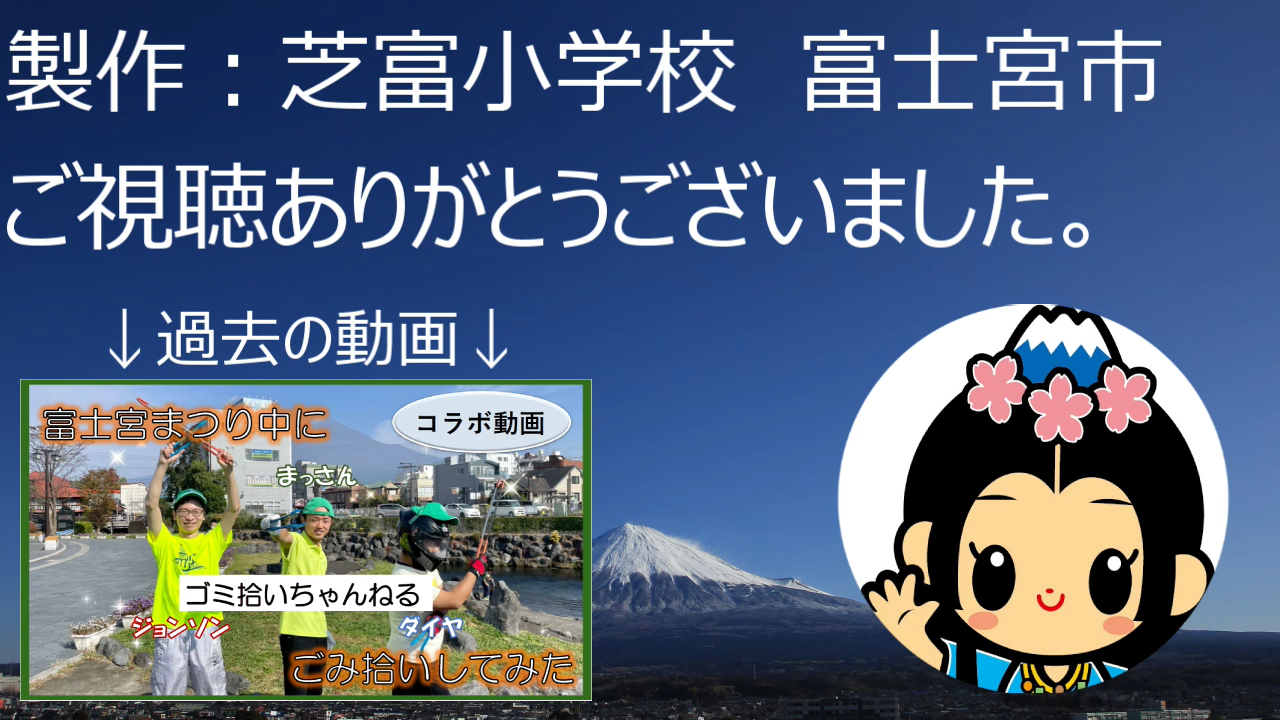 製作：芝富小学校　富士宮市
ご視聴ありがとうございました。
↓過去の動画↓
富士宮まつり中に
コラボ動画
まっさん
ゴミ拾いちゃんねる
ジョンソン
ダイヤ
ごみ拾いしてみた